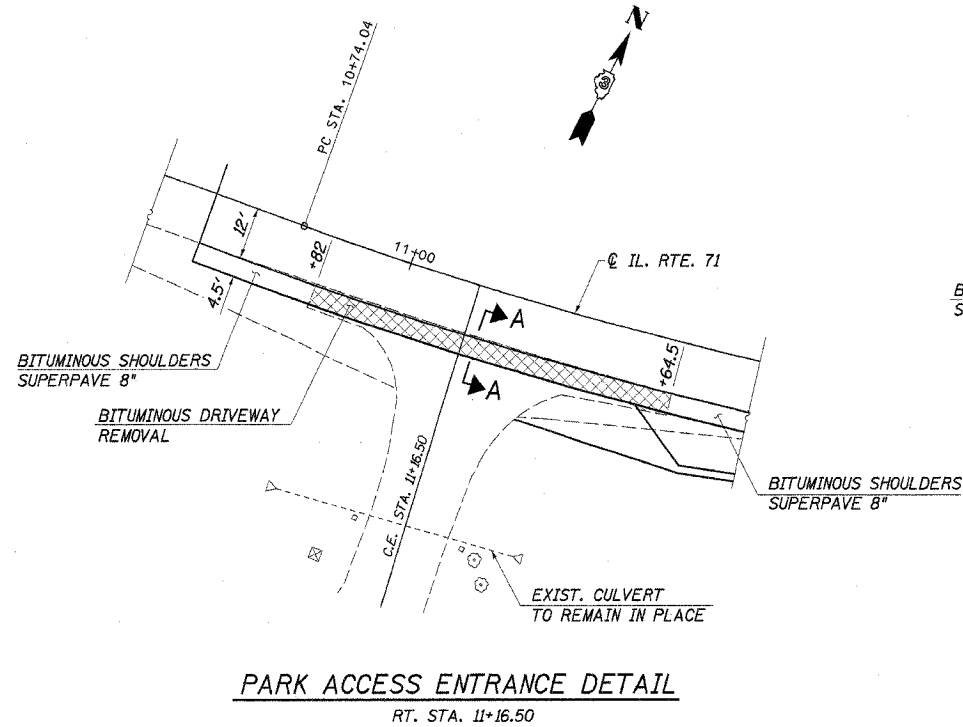 N
PC STA. 10+74.04
12'
+82
11+00
℄ IL. RTE. 71
4.5'
A
A
+64.5
B
S
BITUMINOUS SHOULDERS
SUPERPAVE 8"
BITUMINOUS DRIVEWAY
REMOVAL
C.E. STA. 11+16.50
BITUMINOUS SHOULDERS
SUPERPAVE 8"
EXIST. CULVERT
TO REMAIN IN PLACE
PARK ACCESS ENTRANCE DETAIL
RT. STA. 11+16.50